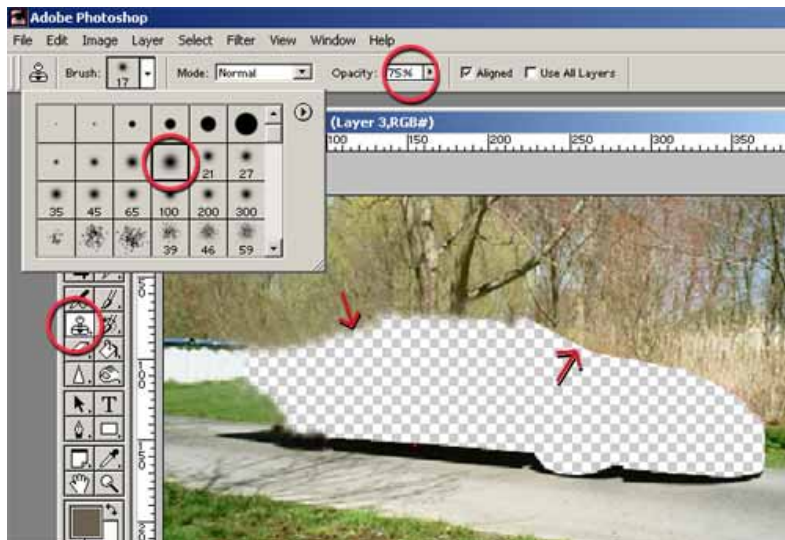 Adobe Photoshop
File Edit Image Layer Select Filter View Window Help
Brush: 17 Mode: Normal Opacity: 75% Aligned Use All Layers
(Layer 3,RGB#)
100 150 200 250 300 350
21 27
35 45 65 100 200 300
39 46 59
T